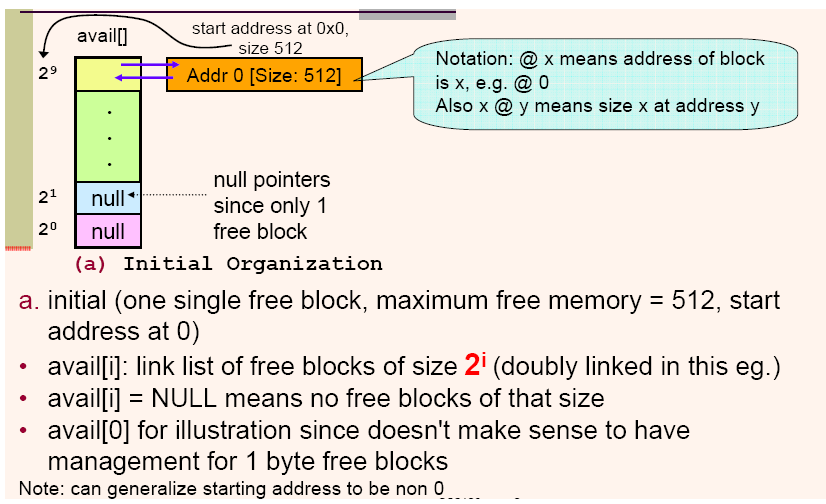 avail[]
start address at 0x0,
size 512
2⁹
Addr 0 [Size: 512]
Notation: @ x means address of block
is x, e.g. @ 0
Also x @ y means size x at address y
.
.
.
2¹
null
null pointers
since only 1
free block
2⁰
null
(a) Initial Organization
a. initial (one single free block, maximum free memory = 512, start
address at 0)
• avail[i]: link list of free blocks of size 2ⁱ (doubly linked in this eg.)
• avail[i] = NULL means no free blocks of that size
• avail[0] for illustration since doesn't make sense to have
management for 1 byte free blocks
Note: can generalize starting address to be non 0